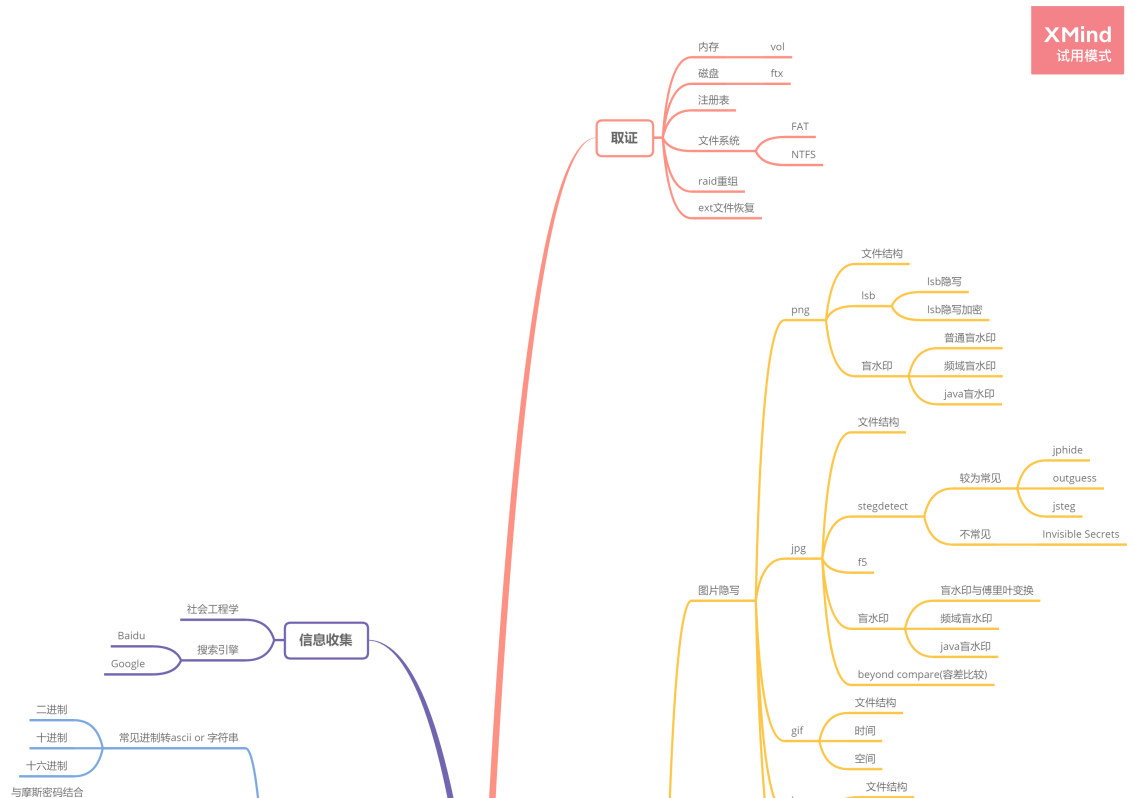 XMind
试用模式
取证
内存
vol
磁盘
ftx
注册表
文件系统
FAT
NTFS
raid重组
ext文件恢复
图片隐写
png
文件结构
lsb
lsb隐写
lsb隐写加密
盲水印
普通盲水印
频域盲水印
java盲水印
jpg
文件结构
stegdetect
较为常见
jphide
outguess
jsteg
不常见
Invisible Secrets
f5
盲水印
盲水印与傅里叶变换
频域盲水印
java盲水印
beyond compare(容差比较)
gif
文件结构
时间
空间
文件结构
信息收集
社会工程学
搜索引擎
Baidu
Google
常见进制转ascii or 字符串
二进制
十进制
十六进制
与摩斯密码结合